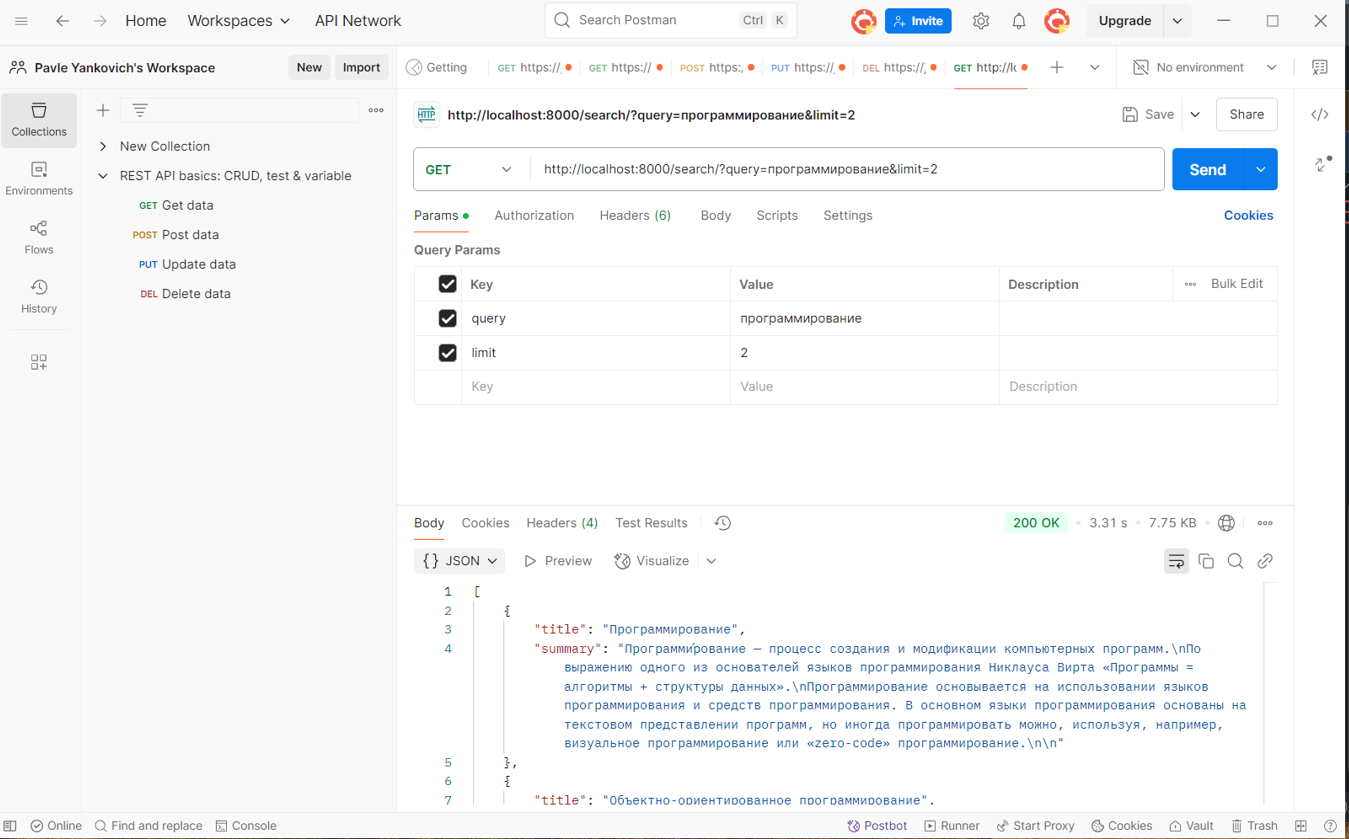 Home Workspaces API Network Search Postman Ctrl K Invite Upgrade
Pavle Yankovich's Workspace New Import Getting GET https://. GET https:// POST https:, PUT https://. DEL https://, GET http://lo No environment
Collections
Environments
Flows
History
New Collection
REST API basics: CRUD, test & variable
GET Get data
POST Post data
PUT Update data
DEL Delete data
HTTP http://localhost:8000/search/?query=программирование&limit=2 Save Share
GET http://localhost:8000/search/?query=программирование&limit=2 Send
Params Authorization Headers (6) Body Scripts Settings Cookies
Query Params
Key Value Description Bulk Edit
query программирование
limit 2
Key Value Description
Body Cookies Headers (4) Test Results 200 OK 3.31 s 7.75 KB
{} JSON Preview Visualize
1 [
2 {
3 "title": "Программирование",
4 "summary": "Программи́рование — процесс создания и модификации компьютерных программ.\nПо
выражению одного из основателей языков программирования Никлауса Вирта «Программы =
алгоритмы + структуры данных».\nПрограммирование основывается на использовании языков
программирования и средств программирования. В основном языки программирования основаны на
текстовом представлении программ, но иногда программировать можно, используя, например,
визуальное программирование или «zero-code» программирование.\n\n"
5 },
6 {
7 "title": "Объектно-ориентированное программирование".
Online Find and replace Console Postbot Runner Start Proxy Cookies Vault Trash